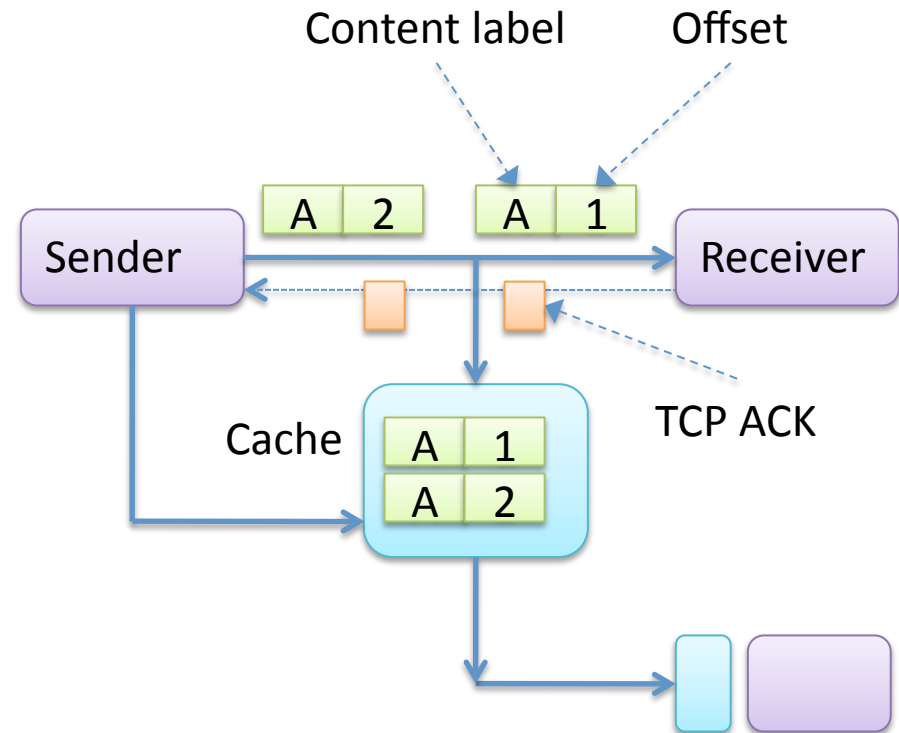 Content label Offset
A 2 A 1
Sender Receiver
TCP ACK
Cache
A 1
A 2